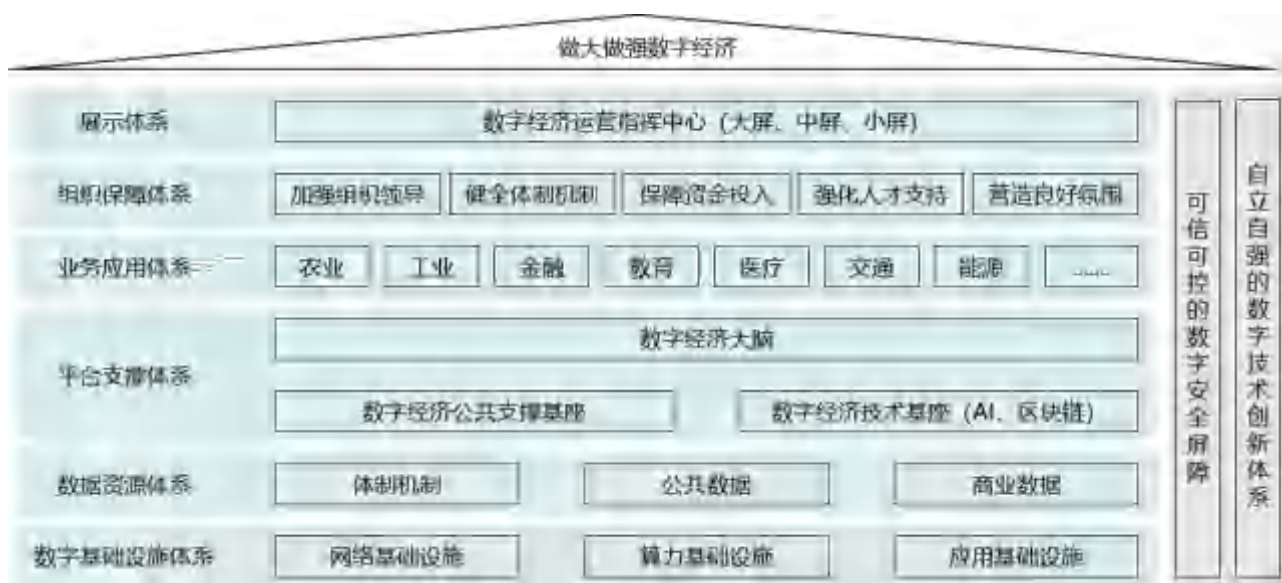 做大做强数字经济
展示体系 数字经济运营指挥中心（大屏、中屏、小屏）
组织保障体系 加强组织领导 健全体制机制 保障资金投入 强化人才支持 营造良好氛围
业务应用体系 农业 工业 金融 教育 医疗 交通 能源 ……
平台支撑体系
数字经济大脑
数字经济公共支撑基座 数字经济技术基座（AI、区块链）
数据资源体系 体制机制 公共数据 商业数据
数字基础设施体系 网络基础设施 算力基础设施 应用基础设施
可信可控的数字安全屏障
自立自强的数字技术创新体系